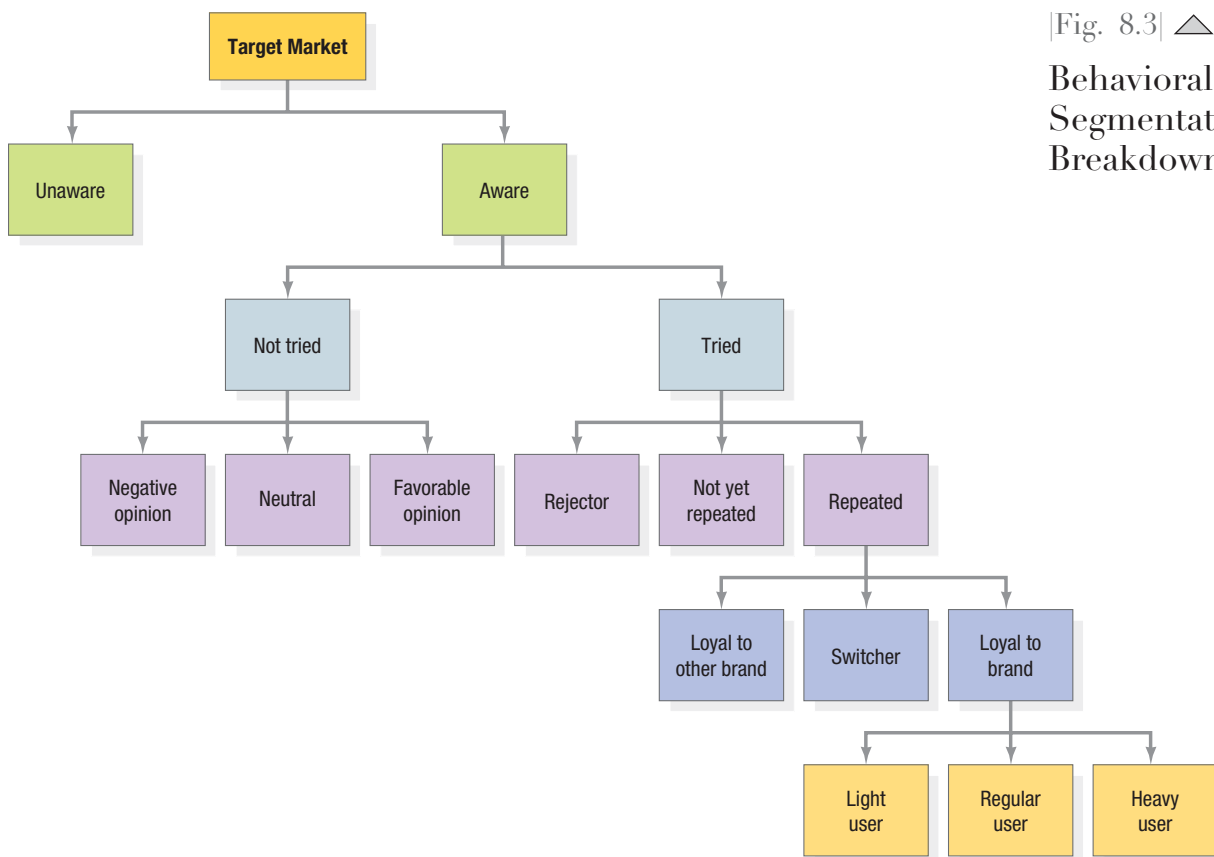 |Fig. 8.3|
Behavioral
Segmentat
Breakdown
Target Market
Unaware
Aware
Not tried
Tried
Negative
opinion
Neutral
Favorable
opinion
Rejector
Not yet
repeated
Repeated
Loyal to
other brand
Switcher
Loyal to
brand
Light
user
Regular
user
Heavy
user